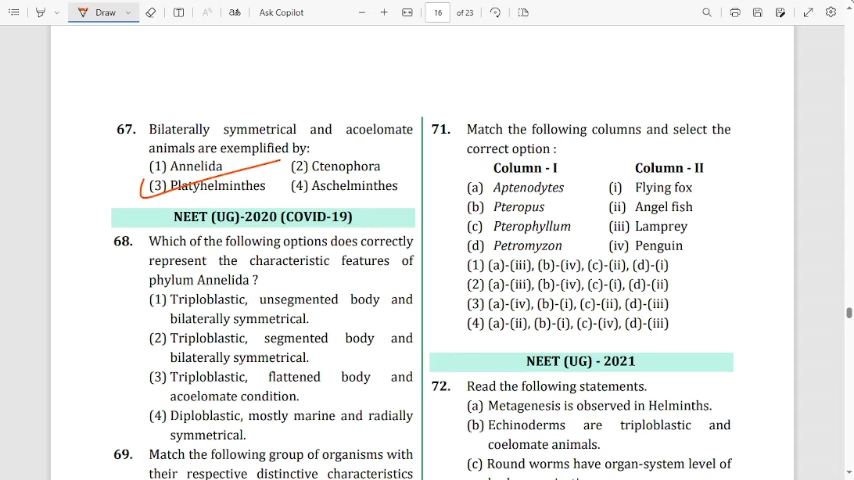 Draw
Ask Copilot
16 of 23
67. Bilaterally symmetrical and acoelomate
animals are exemplified by:
(1) Annelida (2) Ctenophora
(3) Platyhelminthes (4) Aschelminthes
NEET (UG)-2020 (COVID-19)
68. Which of the following options does correctly
represent the characteristic features of
phylum Annelida ?
(1) Triploblastic, unsegmented body and
bilaterally symmetrical.
(2) Triploblastic, segmented body and
bilaterally symmetrical.
(3) Triploblastic, flattened body and
acoelomate condition.
(4) Diploblastic, mostly marine and radially
symmetrical.
69. Match the following group of organisms with
their respective distinctive characteristics
71. Match the following columns and select the
correct option :
Column - I Column - II
(a) Aptenodytes (i) Flying fox
(b) Pteropus (ii) Angel fish
(c) Pterophyllum (iii) Lamprey
(d) Petromyzon (iv) Penguin
(1) (a)-(iii), (b)-(iv), (c)-(ii), (d)-(i)
(2) (a)-(iii), (b)-(iv), (c)-(i), (d)-(ii)
(3) (a)-(iv), (b)-(i), (c)-(ii), (d)-(iii)
(4) (a)-(ii), (b)-(i), (c)-(iv), (d)-(iii)
NEET (UG) - 2021
72. Read the following statements.
(a) Metagenesis is observed in Helminths.
(b) Echinoderms are triploblastic and
coelomate animals.
(c) Round worms have organ-system level of